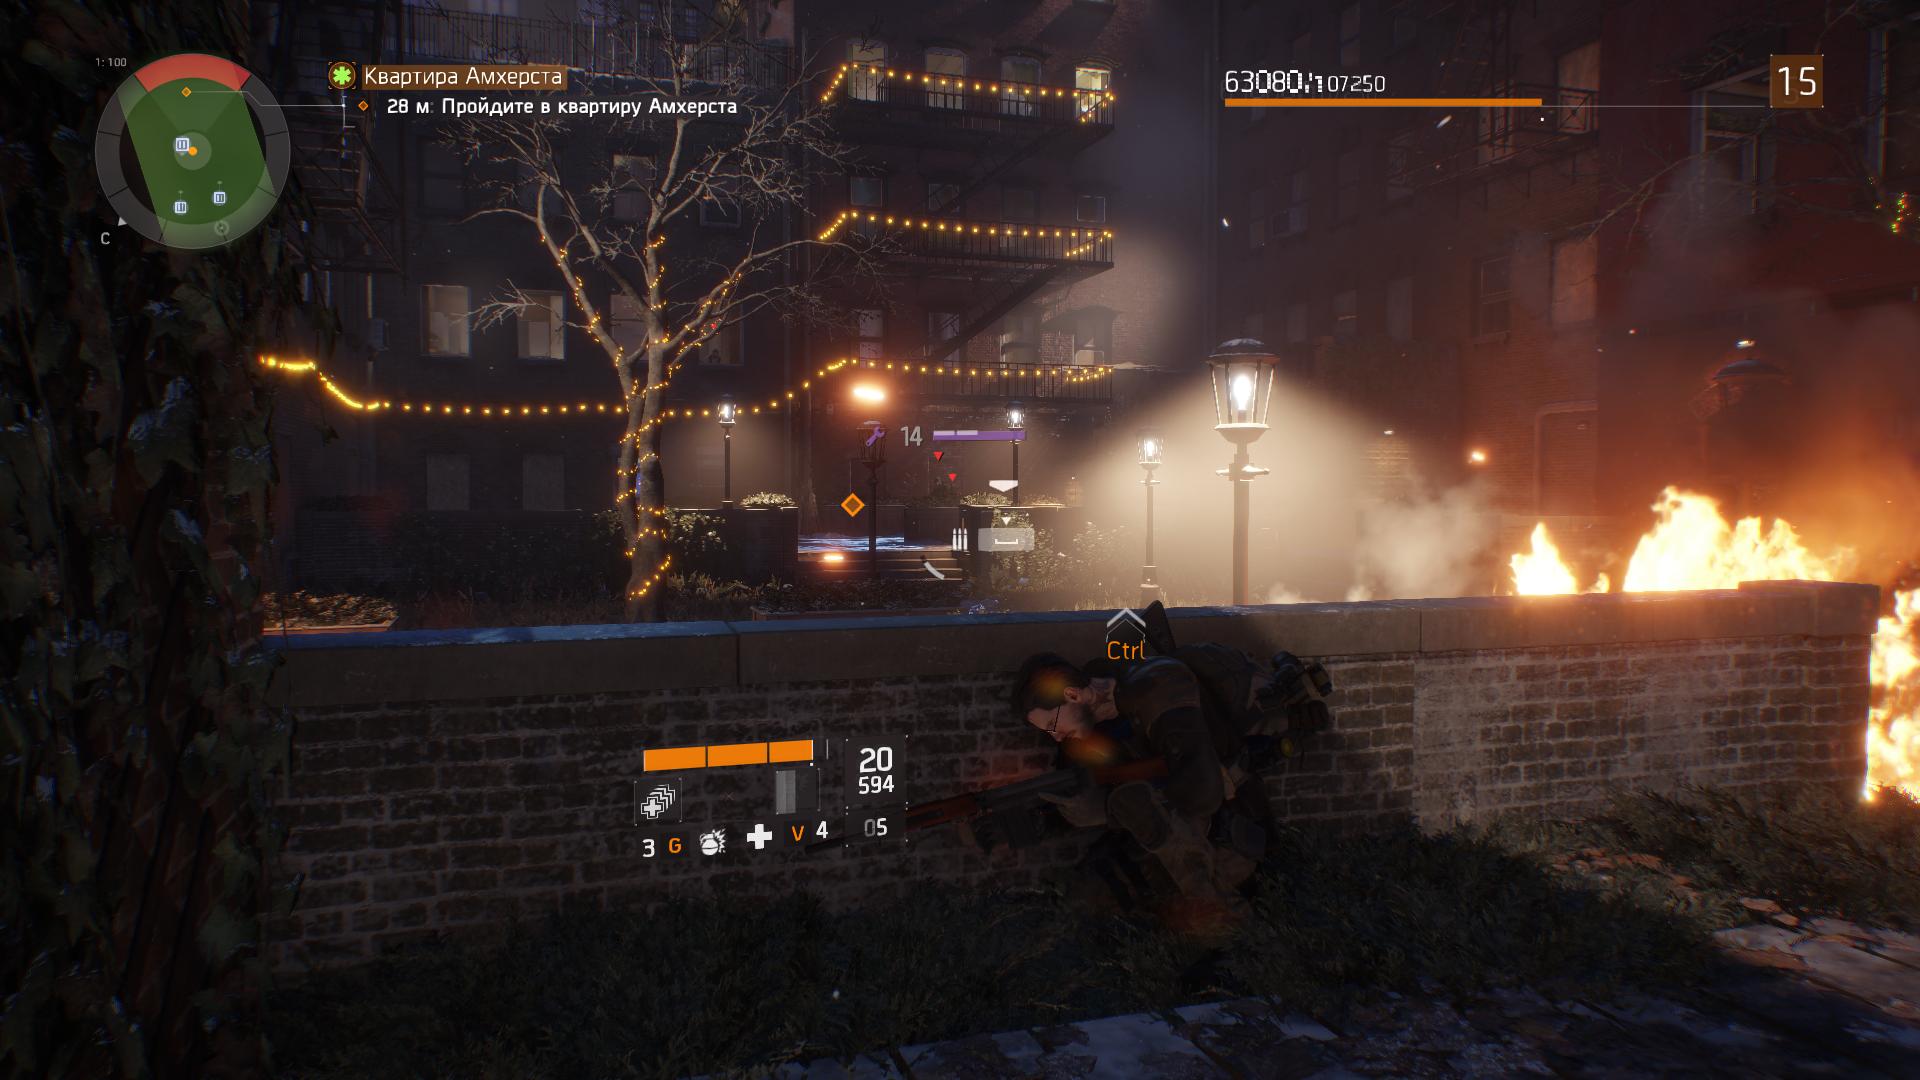 1:100
Квартира Амхерста
28 м. Пройдите в квартиру Амхерста
С
63080/107250
15
14
Ctrl
20
594
05
3 G
V 4